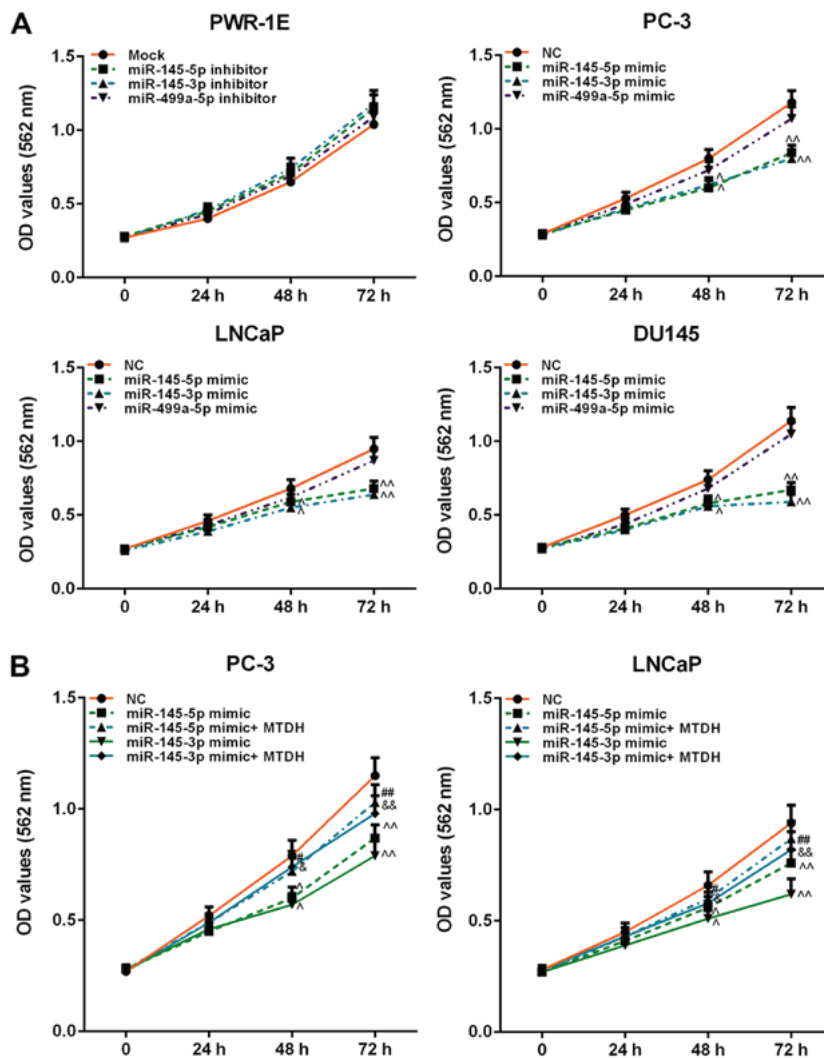 A
PWR-1E
Mock
miR-145-5p inhibitor
miR-145-3p inhibitor
miR-499a-5p inhibitor
OD values (562 nm)
1.5
1.0
0.5
0.0
0 24 h 48 h 72 h
PC-3
NC
miR-145-5p mimic
miR-145-3p mimic
miR-499a-5p mimic
OD values (562 nm)
1.5
1.0
0.5
0.0
^
^
^^
^^
0 24 h 48 h 72 h
LNCaP
NC
miR-145-5p mimic
miR-145-3p mimic
miR-499a-5p mimic
OD values (562 nm)
1.5
1.0
0.5
0.0
^
^
^^
^^
0 24 h 48 h 72 h
DU145
NC
miR-145-5p mimic
miR-145-3p mimic
miR-499a-5p mimic
OD values (562 nm)
1.5
1.0
0.5
0.0
^
^
^^
^^
0 24 h 48 h 72 h
B
PC-3
NC
miR-145-5p mimic
miR-145-5p mimic+ MTDH
miR-145-3p mimic
miR-145-3p mimic+ MTDH
OD values (562 nm)
1.5
1.0
0.5
0.0
#
&
^
^
##
&&
^^
^^
0 24 h 48 h 72 h
LNCaP
NC
miR-145-5p mimic
miR-145-5p mimic+ MTDH
miR-145-3p mimic
miR-145-3p mimic+ MTDH
OD values (562 nm)
1.5
1.0
0.5
0.0
#
^
^
##
&&
^^
^^
0 24 h 48 h 72 h